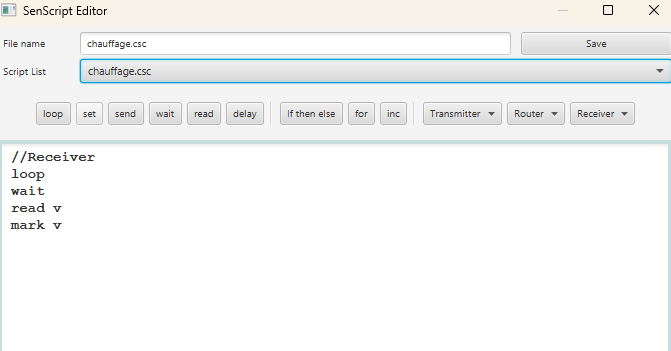 SenScript Editor
File name chauffage.csc Save
Script List chauffage.csc
loop set send wait read delay If then else for inc Transmitter Router Receiver
//Receiver
loop
wait
read v
mark v